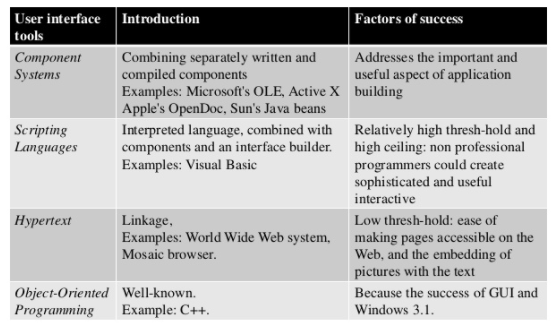 User interface tools
Introduction
Factors of success
Component Systems
Combining separately written and
compiled components
Examples: Microsoft's OLE, Active X
Apple's OpenDoc, Sun's Java beans
Addresses the important and
useful aspect of application
building
Scripting
Languages
Interpreted language, combined with
components and an interface builder.
Examples: Visual Basic
Relatively high thresh-hold and
high ceiling: non professional
programmers could create
sophisticated and useful
interactive
Hypertext
Linkage,
Examples: World Wide Web system,
Mosaic browser.
Low thresh-hold: ease of
making pages accessible on the
Web, and the embedding of
pictures with the text
Object-Oriented
Programming
Well-known.
Example: C++.
Because the success of GUI and
Windows 3.1.